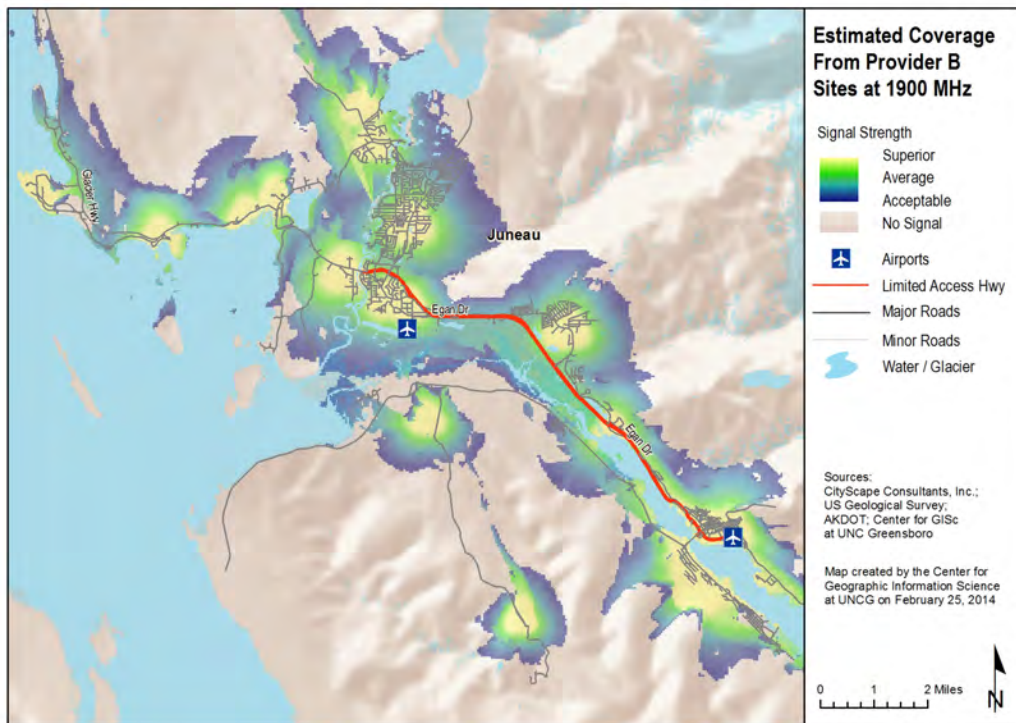 Glacier Hwy
Juneau
Egan Dr
Egan Dr
Estimated Coverage
From Provider B
Sites at 1900 MHz
Signal Strength
Superior
Average
Acceptable
No Signal
Airports
Limited Access Hwy
Major Roads
Minor Roads
Water / Glacier
Sources:
CityScape Consultants, Inc.;
US Geological Survey;
AKDOT; Center for GISc
at UNC Greensboro
Map created by the Center for
Geographic Information Science
at UNCG on February 25, 2014
0 1 2 Miles
N